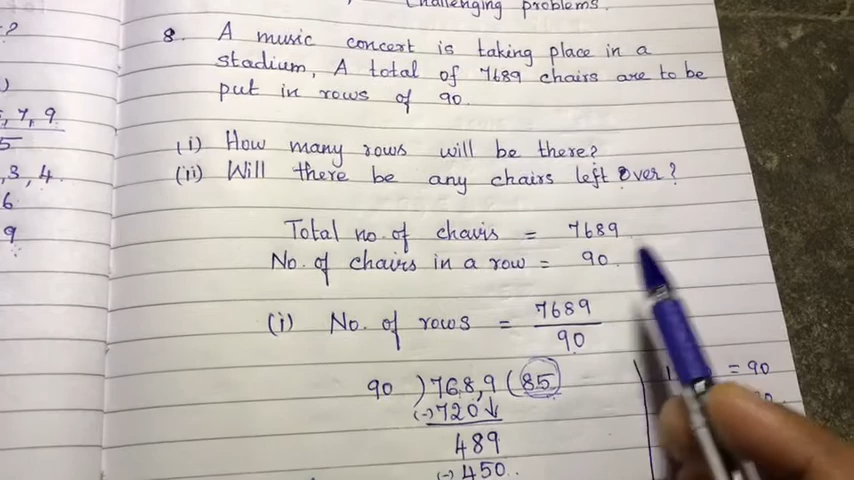 Challenging problems.
8. A music concert is taking place in a
stadium, A total of 7689 chairs are to be
put in rows of 90.
(i) How many rows will be there?
(ii) Will there be any chairs left over?
Total no. of chairs = 7689
No. of chairs in a row = 90.
(i) No. of rows = 7689
90
90 ) 768,9 ( 85
(-) 720↓
489
(-) 450
7, 9
5
,3, 4.
6
9
= 90